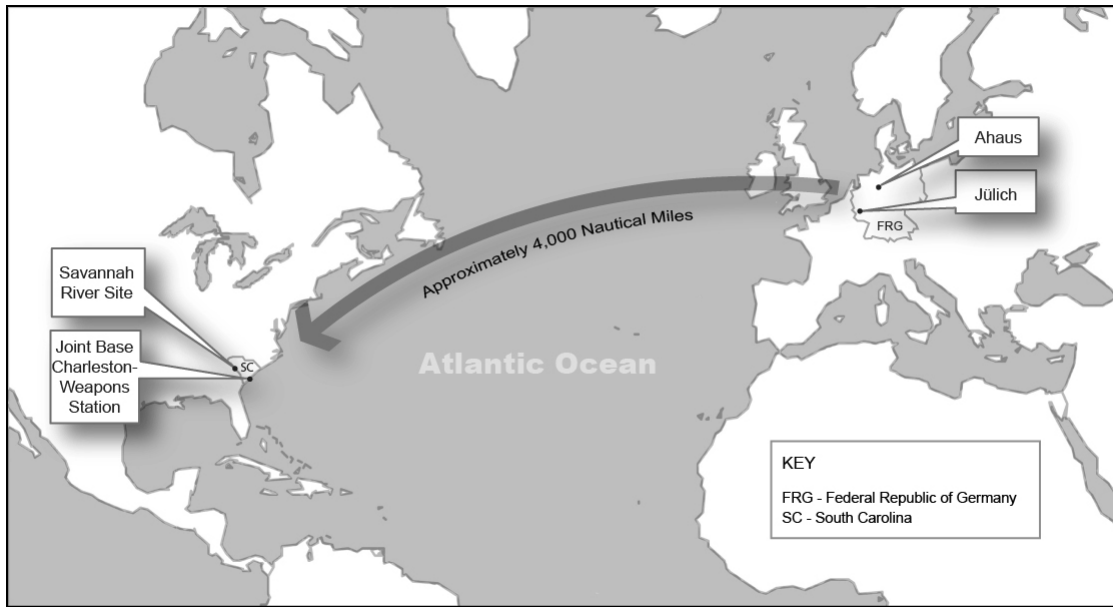 Ahaus
Jülich
FRG
Approximately 4,000 Nautical Miles
Savannah
River Site
Joint Base
Charleston-
Weapons
Station
SC
Atlantic Ocean
KEY
FRG - Federal Republic of Germany
SC - South Carolina